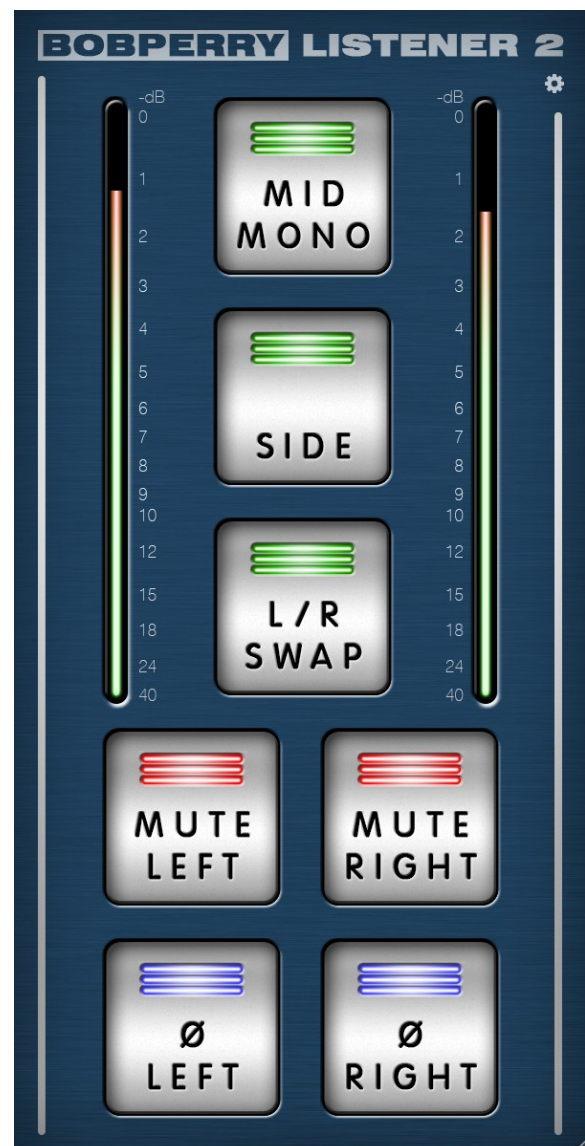 BOBPERRY LISTENER 2
-dB
0
1
2
3
4
5
6
7
8
9
10
12
15
18
24
40
MID
MONO
SIDE
L/R
SWAP
-dB
0
1
2
3
4
5
6
7
8
9
10
12
15
18
24
40
MUTE
LEFT
MUTE
RIGHT
Ø
LEFT
Ø
RIGHT